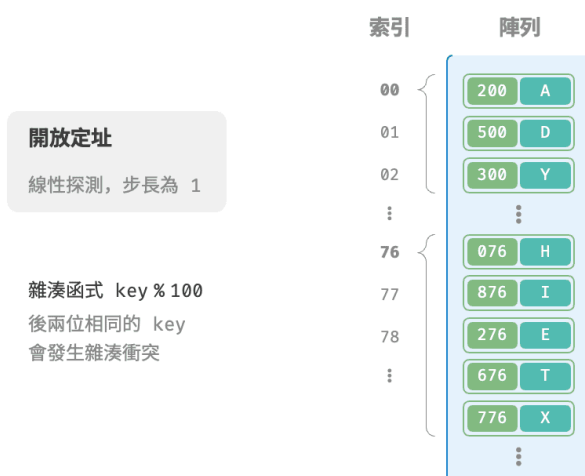 索引 陣列
00 200 A
開放定址
01 500 D
線性探測，步長為 1
02 300 Y
76 076 H
雜湊函式 key % 100
77 876 I
後兩位相同的 key
78 276 E
會發生雜湊衝突
676 T
776 X